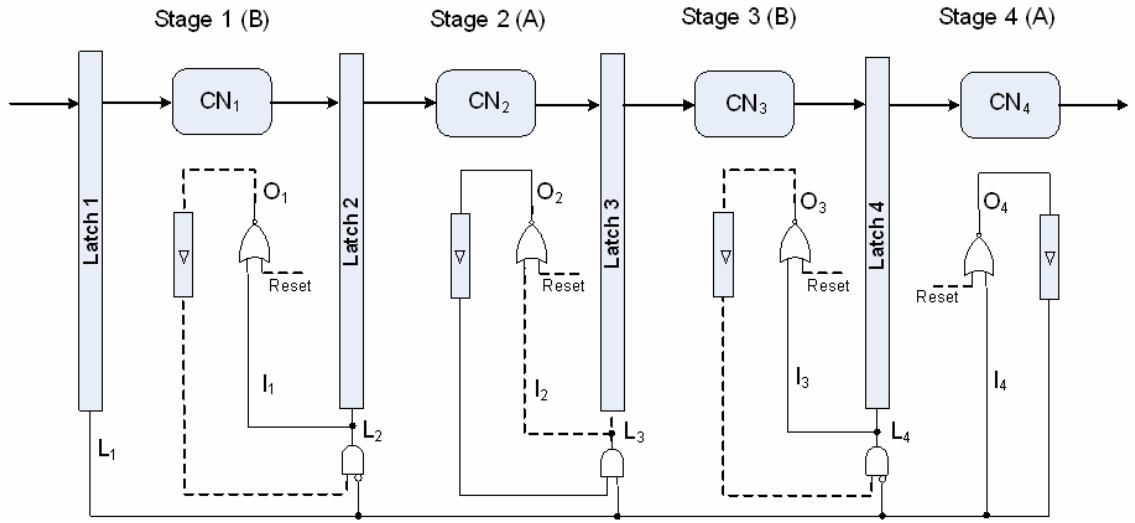 Stage 1 (B)
Stage 2 (A)
Stage 3 (B)
Stage 4 (A)
Latch 1
CN₁
Latch 2
CN₂
Latch 3
CN₃
Latch 4
CN₄
O₁
O₂
O₃
O₄
Reset
Reset
Reset
Reset
I₁
I₂
I₃
I₄
L₁
L₂
L₃
L₄